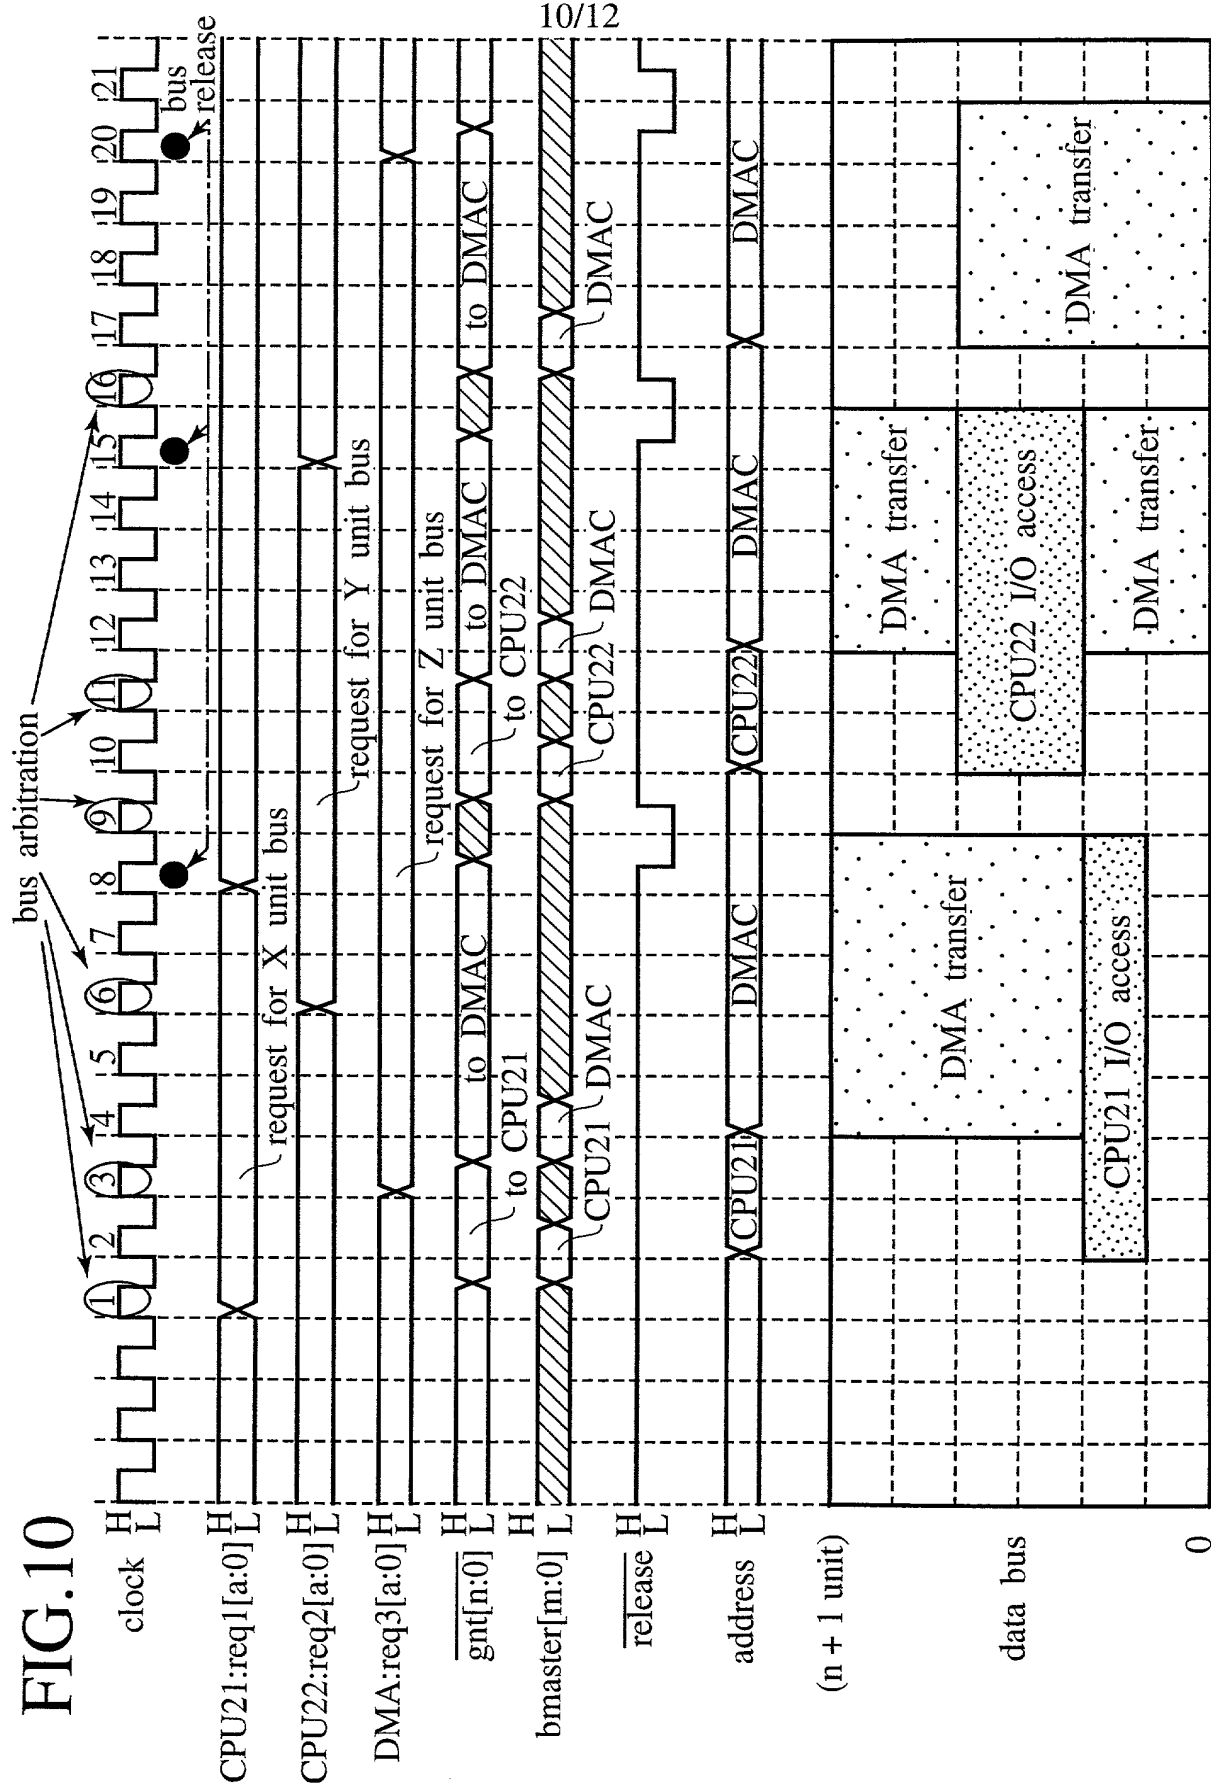 10/12
FIG.10
bus arbitration
1 2 3 4 5 6 7 8 9 10 11 12 13 14 15 16 17 18 19 20 21
clock
H
L
bus
release
CPU21:req1[a:0]
H
L
request for X unit bus
CPU22:req2[a:0]
H
L
request for Y unit bus
DMA:req3[a:0]
H
L
request for Z unit bus
gnt[n:0]
H
L
to DMAC to DMAC to DMAC
to CPU21 to CPU22
bmaster[m:0]
H
L
CPU21 DMAC CPU22 DMAC DMAC
release
H
L
address
H
L
CPU21 DMAC CPU22 DMAC DMAC
(n + 1 unit)
data bus
0
DMA transfer
CPU21 I/O access
DMA transfer
CPU22 I/O access
DMA transfer
DMA transfer